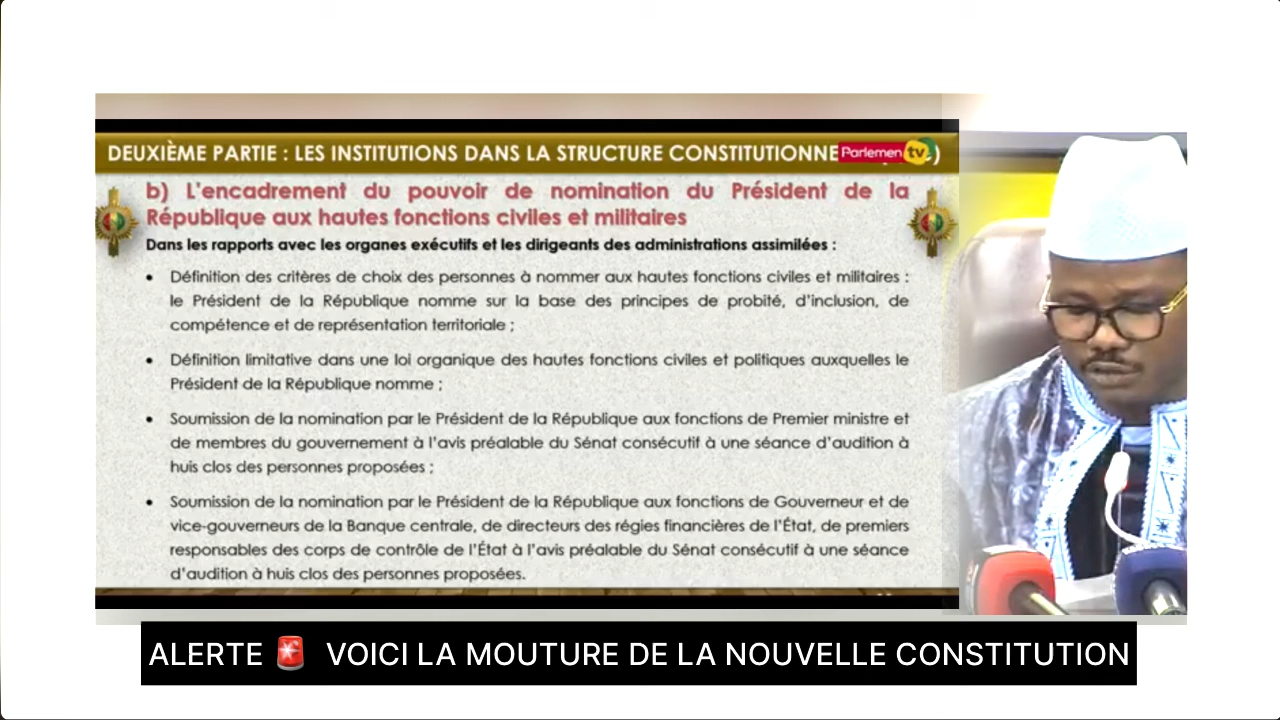 DEUXIÈME PARTIE : LES INSTITUTIONS DANS LA STRUCTURE CONSTITUTIONNE
Parlemen tv
b) L'encadrement du pouvoir de nomination du Président de la
République aux hautes fonctions civiles et militaires
Dans les rapports avec les organes exécutifs et les dirigeants des administrations assimilées :
• Définition des critères de choix des personnes à nommer aux hautes fonctions civiles et militaires :
le Président de la République nomme sur la base des principes de probité, d'inclusion, de
compétence et de représentation territoriale ;
• Définition limitative dans une loi organique des hautes fonctions civiles et politiques auxquelles le
Président de la République nomme ;
• Soumission de la nomination par le Président de la République aux fonctions de Premier ministre et
de membres du gouvernement à l'avis préalable du Sénat consécutif à une séance d'audition à
huis clos des personnes proposées ;
• Soumission de la nomination par le Président de la République aux fonctions de Gouverneur et de
vice-gouverneurs de la Banque centrale, de directeurs des régies financières de l'État, de premiers
responsables des corps de contrôle de l'État à l'avis préalable du Sénat consécutif à une séance
d'audition à huis clos des personnes proposées.
ALERTE 🚨 VOICI LA MOUTURE DE LA NOUVELLE CONSTITUTION